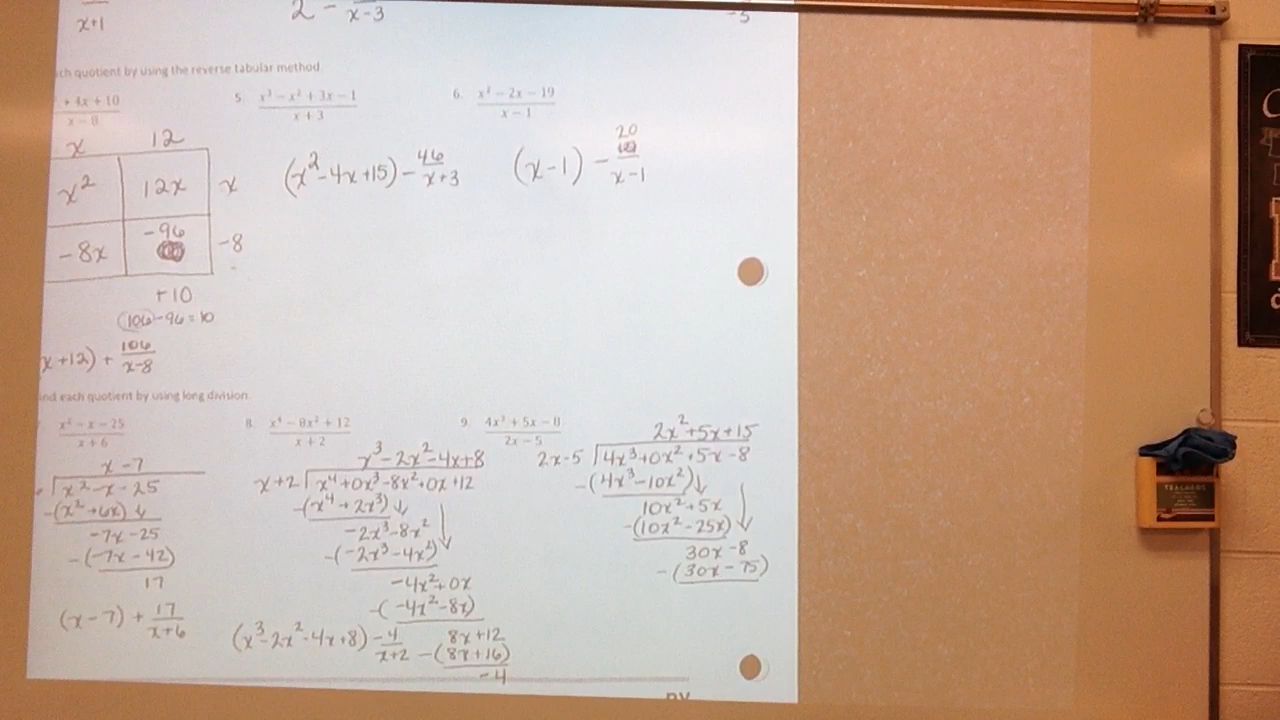 x+1
2 - x-3
ch quotient by using the reverse tabular method.
+ 4x + 10 / x - 8
5. x³ - x² + 3x - 1 / x + 3
6. x² - 2x - 19 / x - 1
x 12
x² 12x x
-8x -96 -8
+10
(106)-96=10
x+12) + 106/x-8
(x²-4x+15) - 46/x+3
(x-1) - 20/x-1
nd each quotient by using long division.
x² - x - 25 / x + 6
x-7
x²-x-25
-(x²+6x)↓
-7x-25
-(-7x-42)
17
(x-7) + 17/x+6
8. x⁴ - 8x² + 12 / x + 2
x³-2x²-4x+8
x+2 x⁴+0x³-8x²+0x+12
-(x⁴+2x³)↓
-2x³-8x²
-(-2x³-4x²)↓
-4x²+0x
-(-4x²-8x)
8x+12
-(8x+16)
-4
(x³-2x²-4x+8) -4/x+2
9. 4x³ + 5x - 8 / 2x - 5
2x²+5x+15
2x-5 4x³+0x²+5x-8
-(4x³-10x²)↓
10x²+5x
-(10x²-25x)↓
30x-8
-(30x-75)
TEACHERS